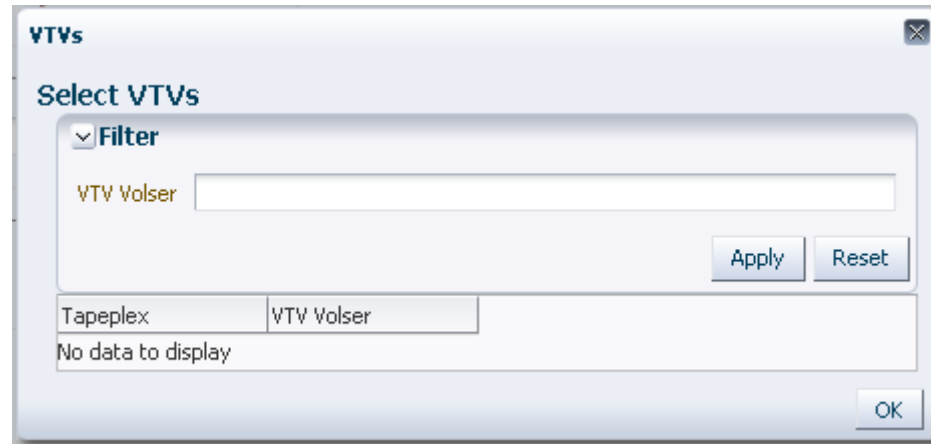 VTVs
Select VTVs
Filter
VTV Volser
Apply Reset
Tapeplex VTV Volser
No data to display
OK